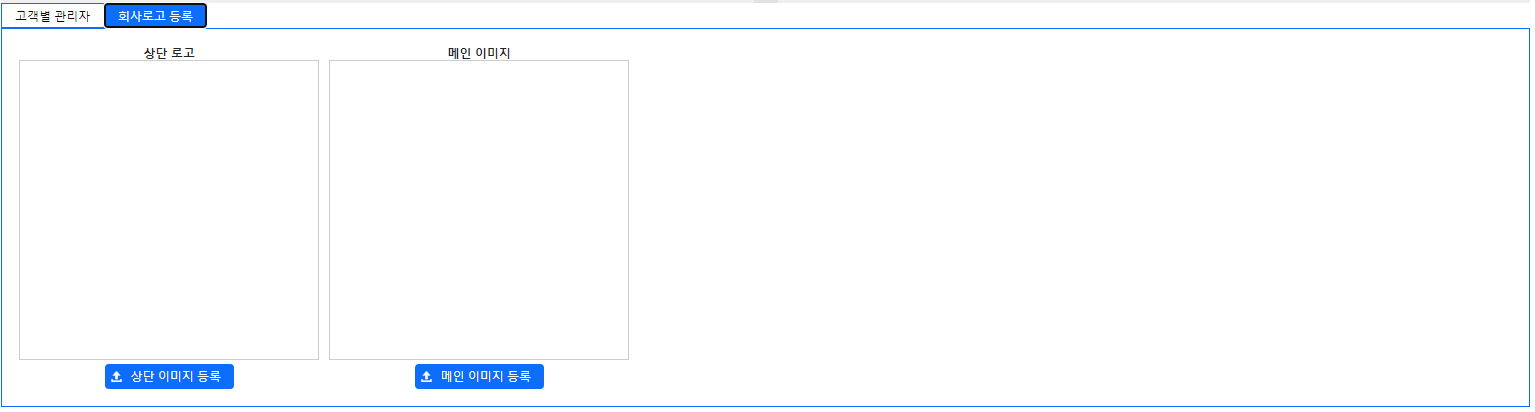 고객별 관리자
회사로고 등록
상단 로고
메인 이미지
상단 이미지 등록
메인 이미지 등록